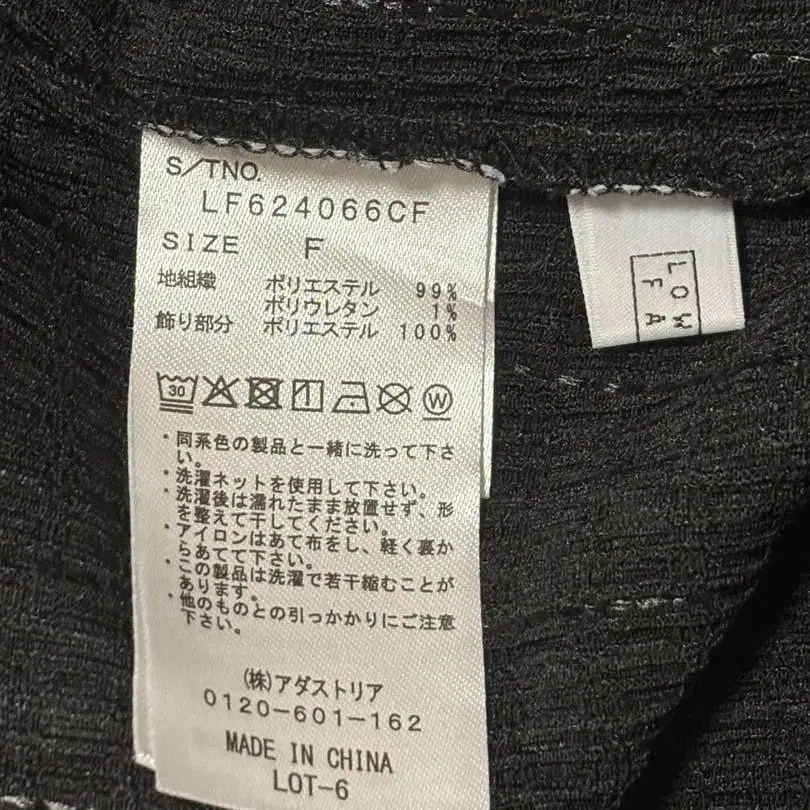 S/TNO.
LF624066CF
SIZE F
地組織 ポリエステル 99%
ポリウレタン 1%
飾り部分 ポリエステル 100%
30 W
・同系色の製品と一緒に洗って下さ
い。
・洗濯ネットを使用して下さい。
・洗濯後は濡れたまま放置せず、形
を整えて干してください。
・アイロンはあて布をし、軽く裏か
らあてて下さい。
・この製品は洗濯で若干縮むことが
あります。
・他のものとの引っかかりにご注意
下さい。
(株)アダストリア
0120-601-162
MADE IN CHINA
LOT-6
LOW
F A